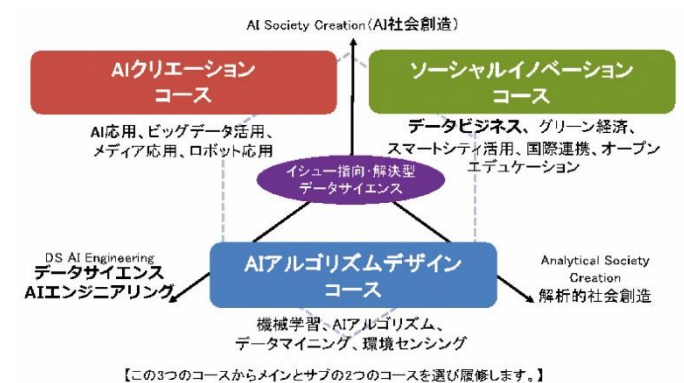 AI Society Creation（AI社会創造）
AIクリエーション
コース
ソーシャルイノベーション
コース
AI応用、ビッグデータ活用、
メディア応用、ロボット応用
データビジネス、グリーン経済、
スマートシティ活用、国際連携、オープン
エデュケーション
イシュー指向・解決型
データサイエンス
DS AI Engineering
データサイエンス
AIエンジニアリング
AIアルゴリズムデザイン
コース
Analytical Society
Creation
解析的社会創造
機械学習、AIアルゴリズム、
データマイニング、環境センシング
【この3つのコースからメインとサブの2つのコースを選び履修します。】